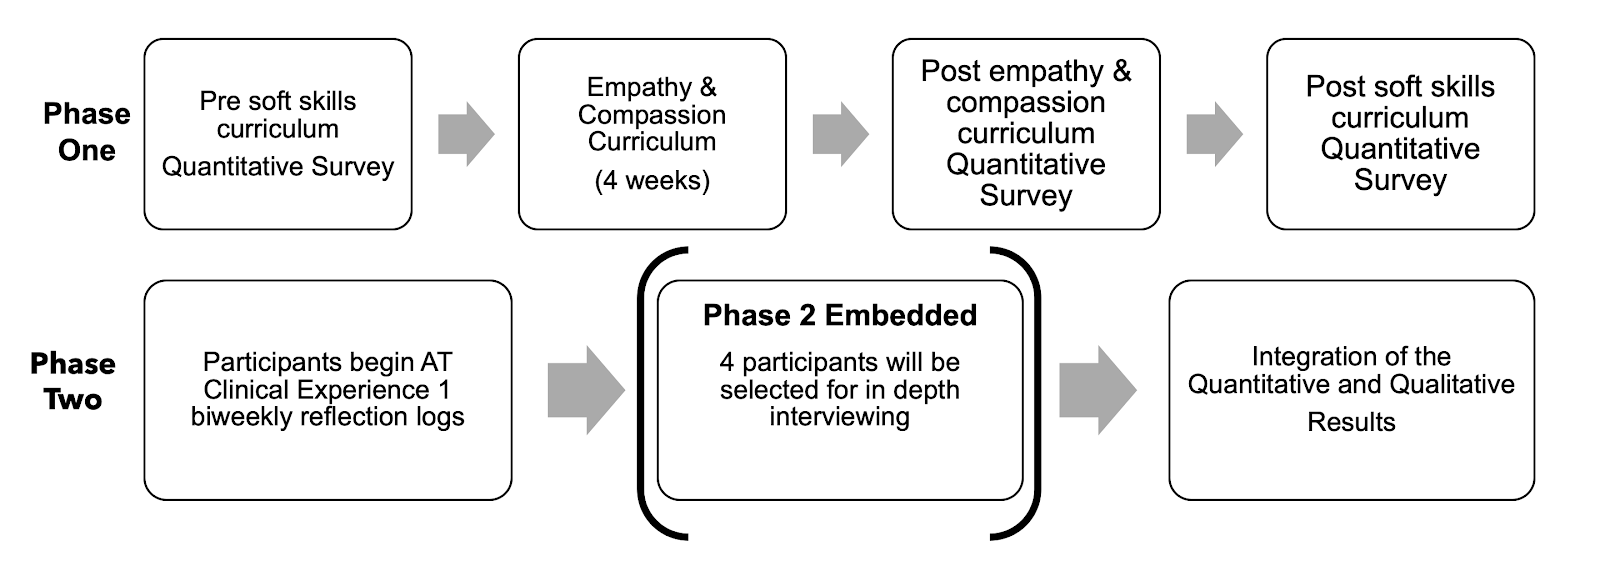 Phase
One
Pre soft skills
curriculum
Quantitative Survey
Empathy &
Compassion
Curriculum
(4 weeks)
Post empathy &
compassion
curriculum
Quantitative
Survey
Post soft skills
curriculum
Quantitative
Survey
Phase
Two
Participants begin AT
Clinical Experience 1
biweekly reflection logs
Phase 2 Embedded
4 participants will be
selected for in depth
interviewing
Integration of the
Quantitative and Qualitative
Results